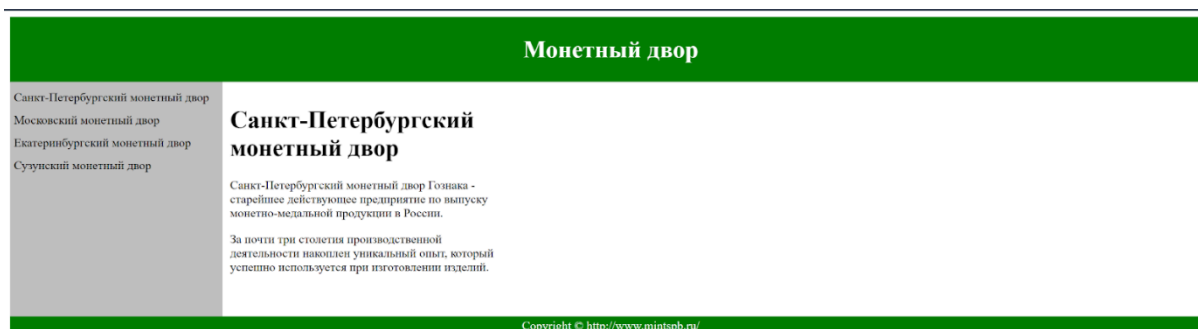 Монетный двор
Санкт-Петербургский монетный двор
Московский монетный двор
Екатеринбургский монетный двор
Сузунский монетный двор
Санкт-Петербургский
монетный двор
Санкт-Петербургский монетный двор Гознака -
старейшее действующее предприятие по выпуску
монетно-медальной продукции в России.
За почти три столетия производственной
деятельности накоплен уникальный опыт, который
успешно используется при изготовлении изделий.
Copyright © http://www.mintspb.ru/